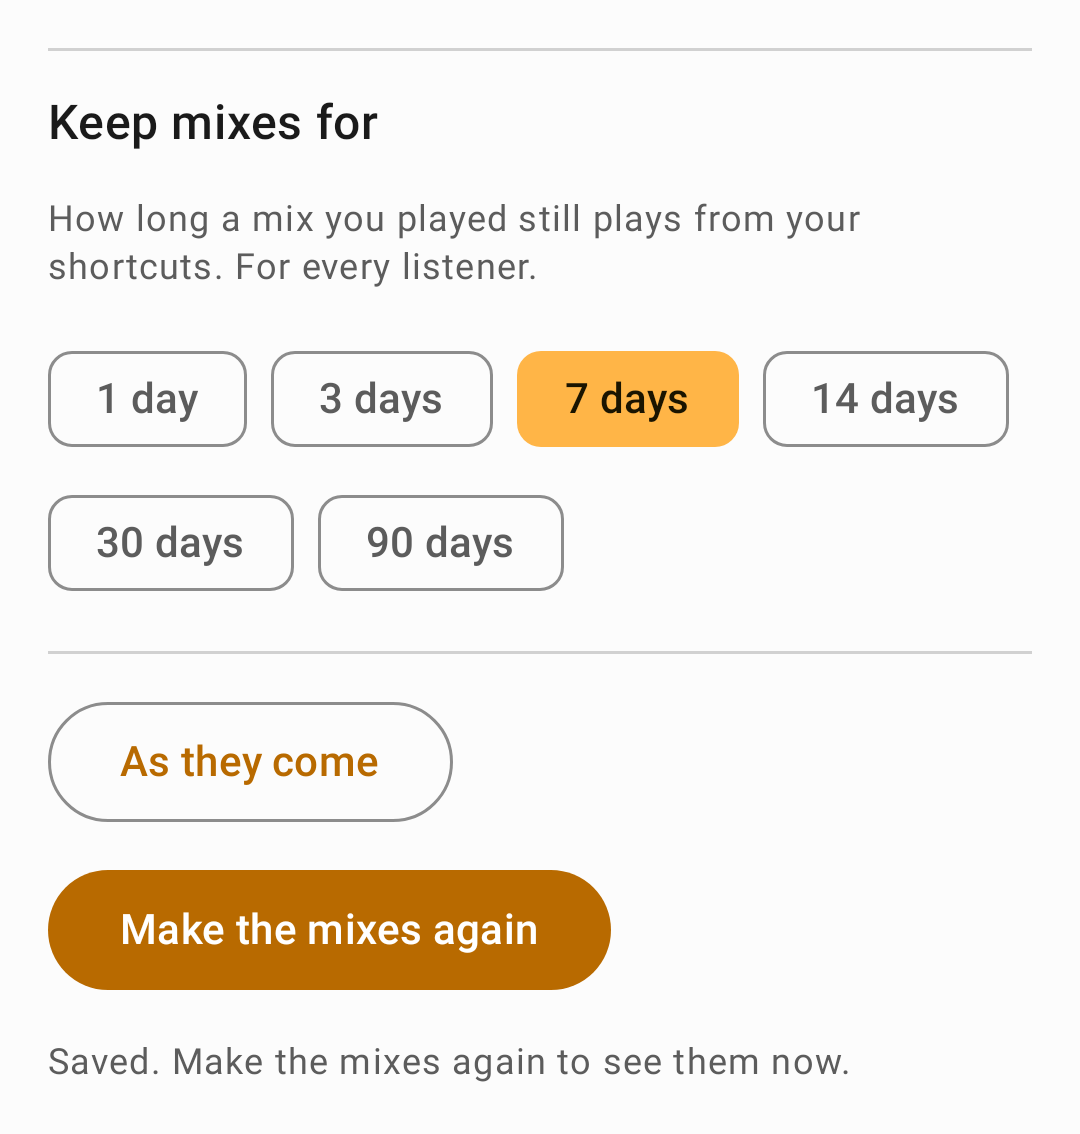 Keep mixes for
How long a mix you played still plays from your
shortcuts. For every listener.
1 day
3 days
7 days
14 days
30 days
90 days
As they come
Make the mixes again
Saved. Make the mixes again to see them now.